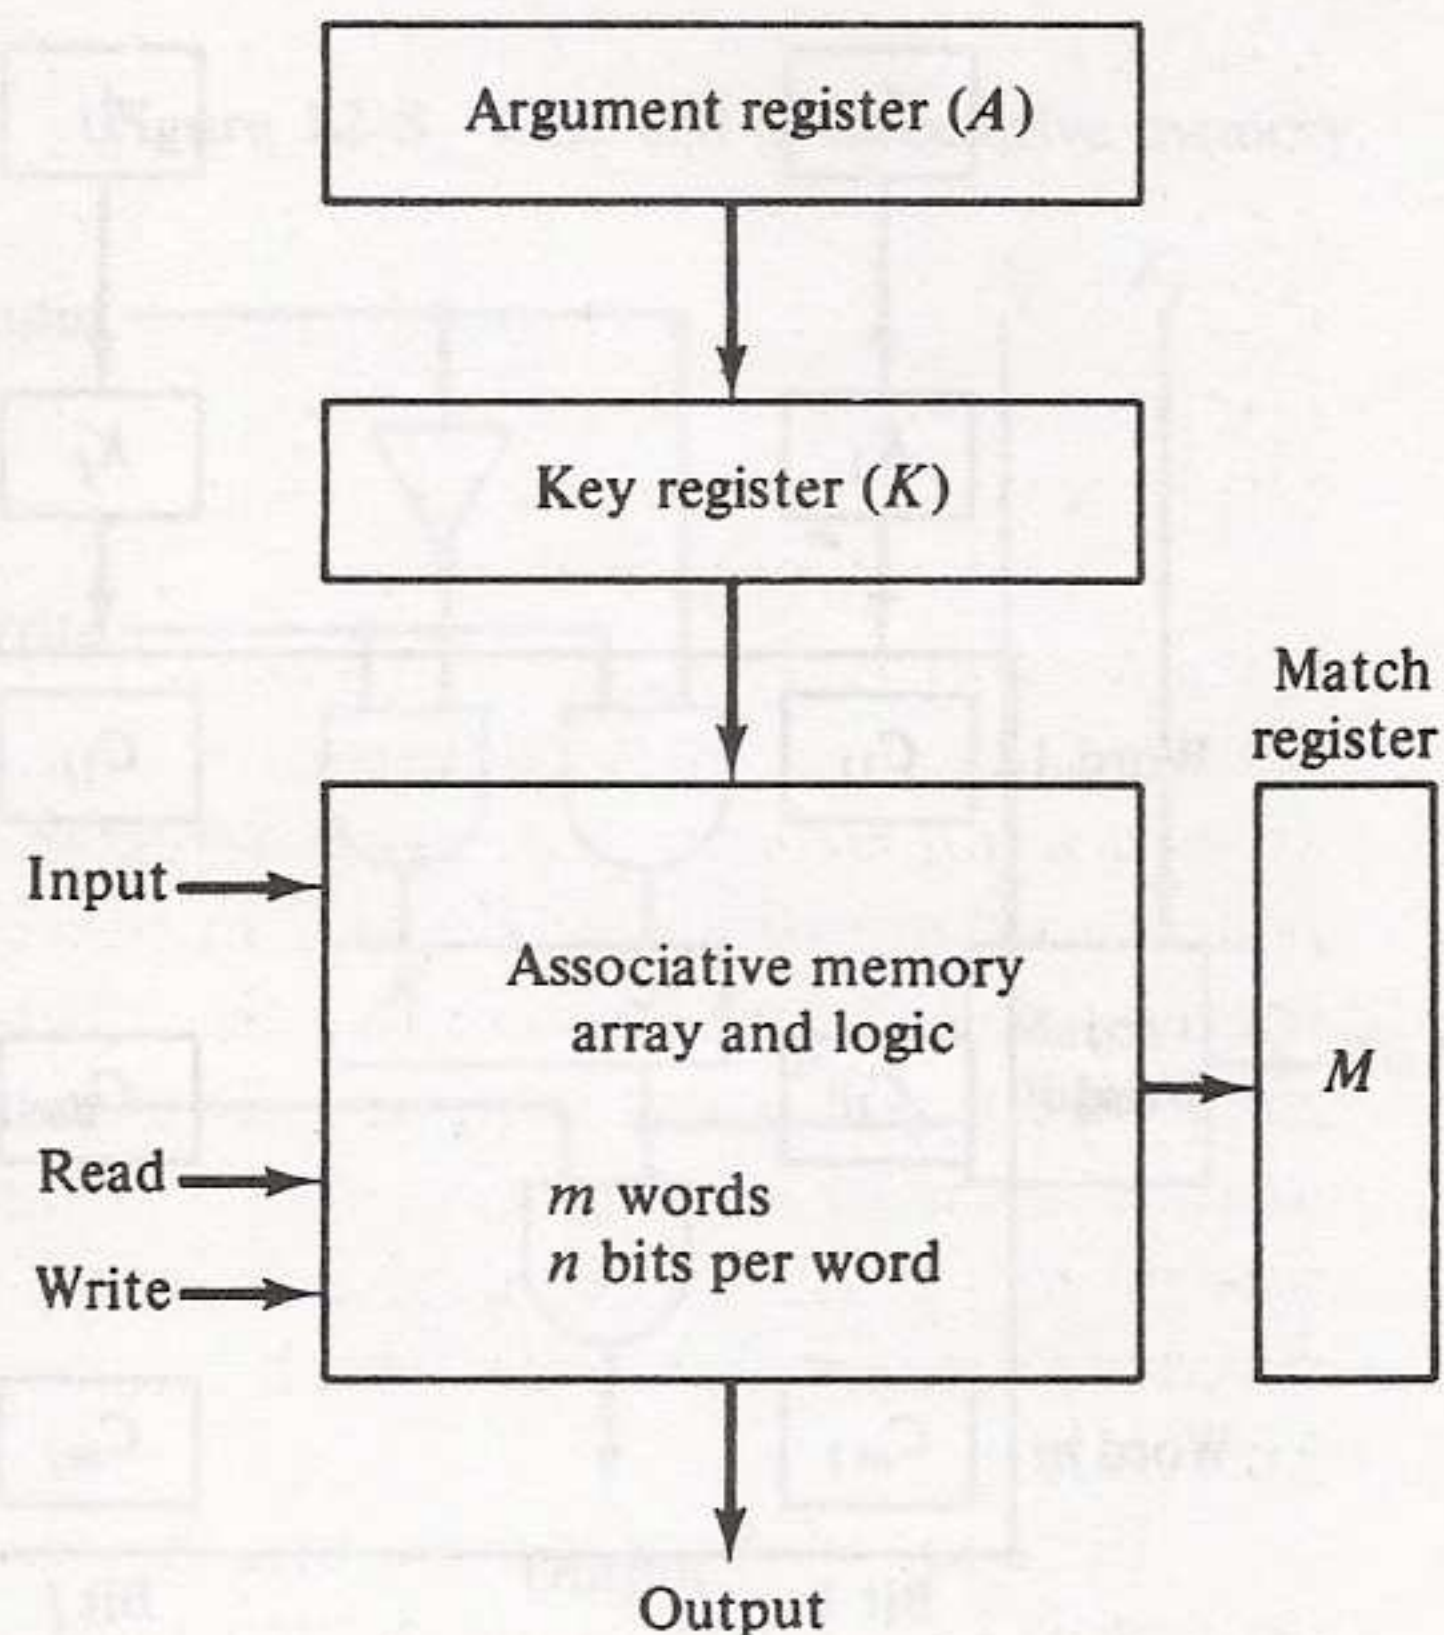 Argument register (A)
Key register (K)
Match
register
Input
Associative memory
array and logic
M
Read
m words
n bits per word
Write
Output